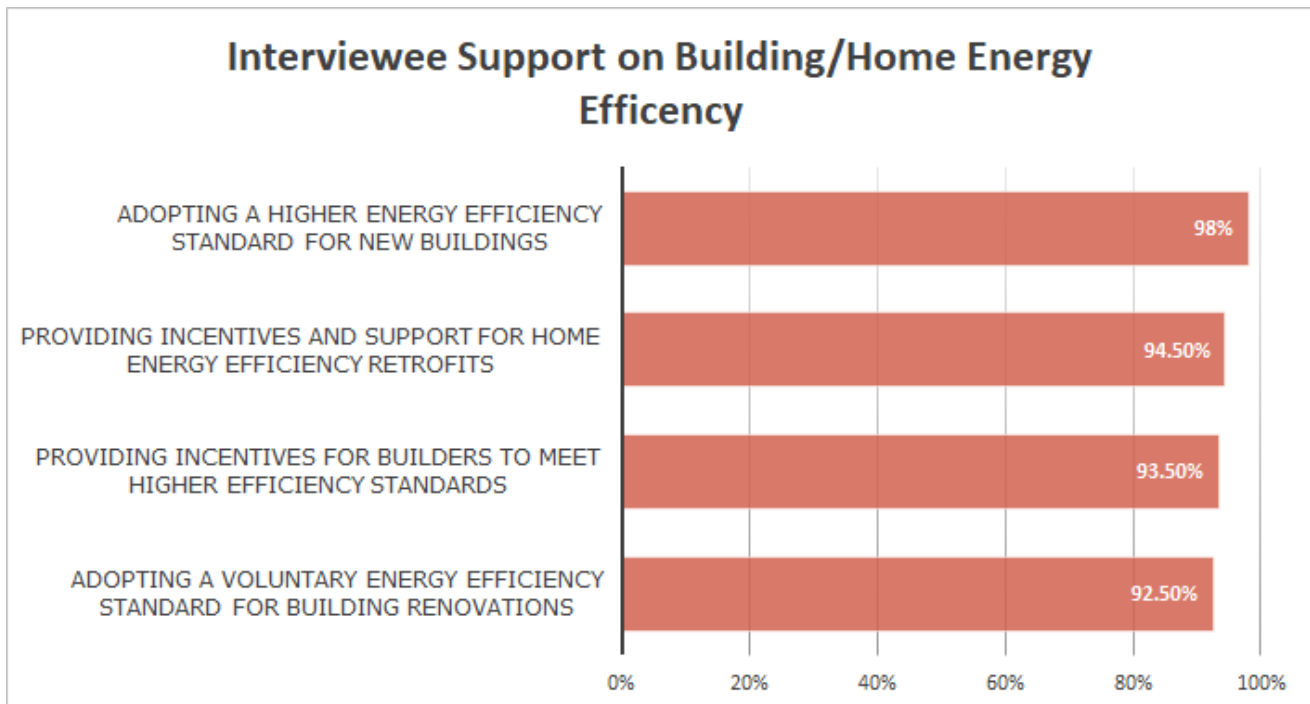 Interviewee Support on Building/Home Energy
Efficency
ADOPTING A HIGHER ENERGY EFFICIENCY
STANDARD FOR NEW BUILDINGS
98%
PROVIDING INCENTIVES AND SUPPORT FOR HOME
ENERGY EFFICIENCY RETROFITS
94.50%
PROVIDING INCENTIVES FOR BUILDERS TO MEET
HIGHER EFFICIENCY STANDARDS
93.50%
ADOPTING A VOLUNTARY ENERGY EFFICIENCY
STANDARD FOR BUILDING RENOVATIONS
92.50%
0% 20% 40% 60% 80% 100%